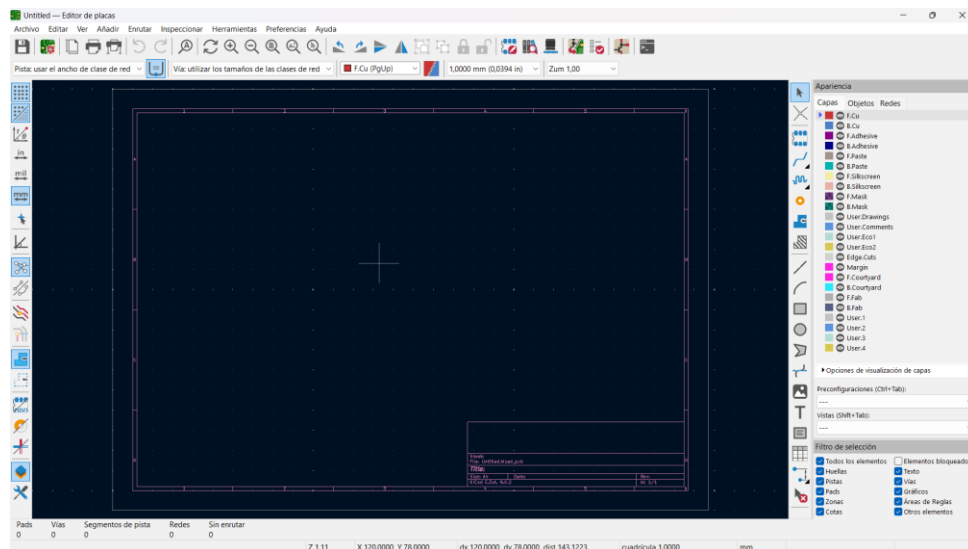 Untitled — Editor de placas
Archivo Editar Ver Añadir Enrutar Inspeccionar Herramientas Preferencias Ayuda
Pista: usar el ancho de clase de red Vía: utilizar los tamaños de las clases de red F.Cu (PgUp) 1,0000 mm (0,0394 in) Zum 1,00
Apariencia
Capas Objetos Redes
F.Cu
B.Cu
F.Adhesive
B.Adhesive
F.Paste
B.Paste
F.Silkscreen
B.Silkscreen
F.Mask
B.Mask
User.Drawings
User.Comments
User.Eco1
User.Eco2
Edge.Cuts
Margin
F.Courtyard
B.Courtyard
F.Fab
B.Fab
User.1
User.2
User.3
User.4
Opciones de visualización de capas
Preconfiguraciones (Ctrl+Tab):
---
Vistas (Shift+Tab):
---
Filtro de selección
Todos los elementos Elementos bloqueado
Huellas Texto
Pistas Vías
Pads Gráficos
Zonas Áreas de Reglas
Cotas Otros elementos
in
mil
mm
Title:
Pads Vías Segmentos de pista Redes Sin enrutar
0 0 0 0 0
Z 1,11 X 120,0000 Y 78,0000 dx 120,0000 dy 78,0000 dist 143,1223 cuadrícula 1,0000 mm